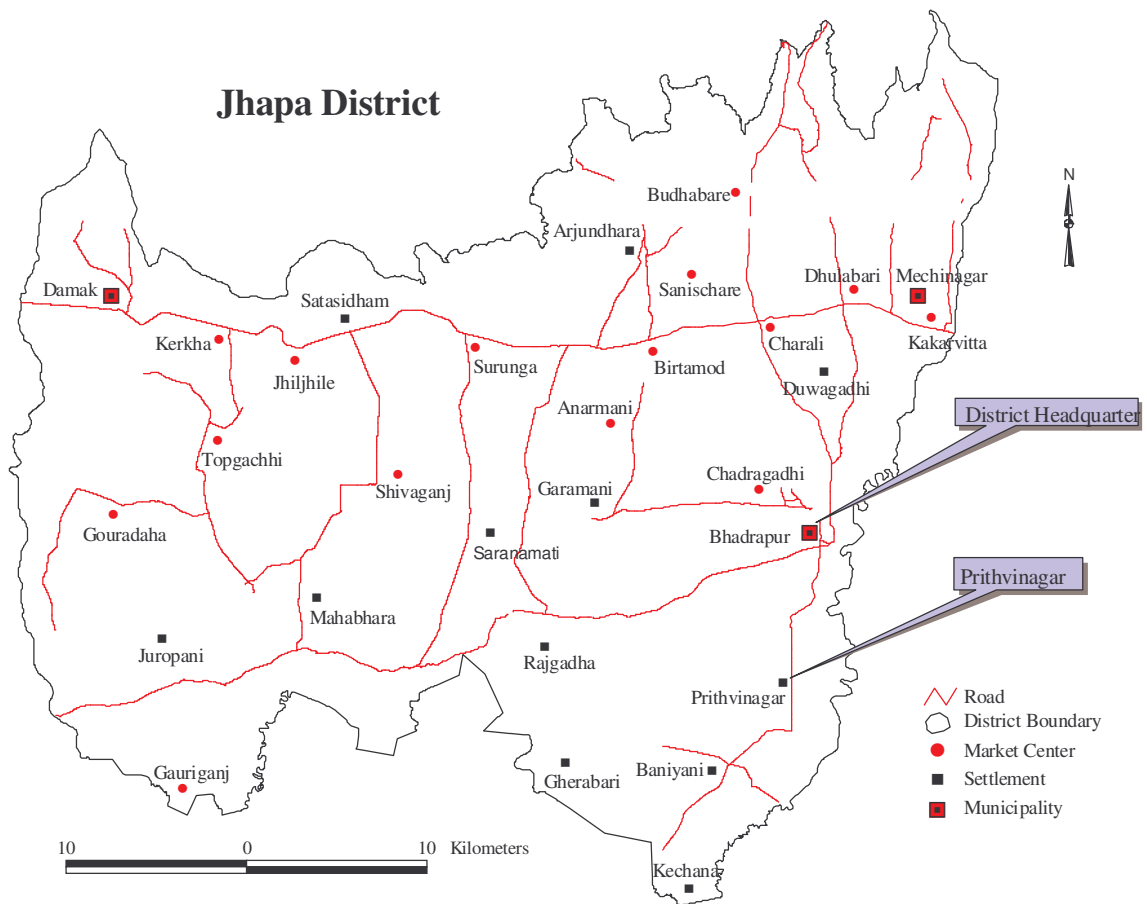 Jhapa District
N
Budhabare
Arjundhara
Sanischare
Dhulabari
Mechinagar
Damak
Satasidham
Kerkha
Jhiljhile
Surunga
Birtamod
Charali
Kakarvitta
Duwagadhi
Anarmani
District Headquarter
Topgachhi
Shivaganj
Garamani
Chadragadhi
Gouradaha
Saranamati
Bhadrapur
Prithvinagar
Mahabhara
Juropani
Rajgadha
Prithvinagar
Road
District Boundary
Market Center
Settlement
Municipality
Gauriganj
Gherabari
Baniyani
10 0 10 Kilometers
Kechana